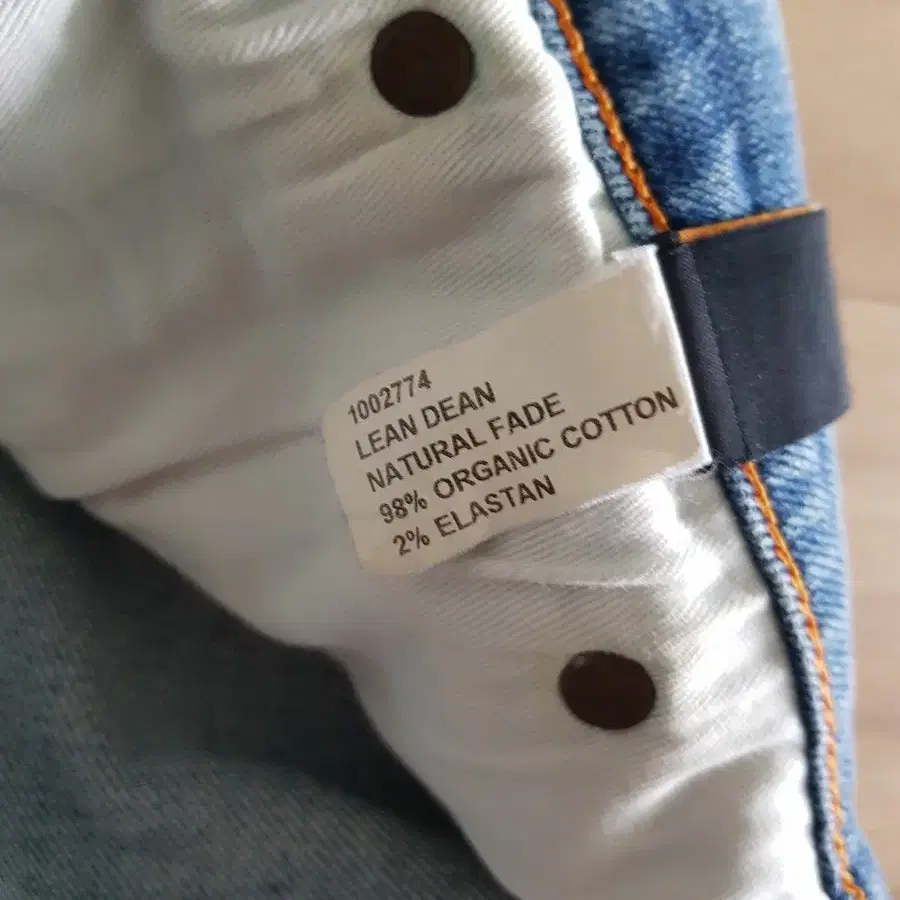 1002774
LEAN DEAN
NATURAL FADE
98% ORGANIC COTTON
2% ELASTAN